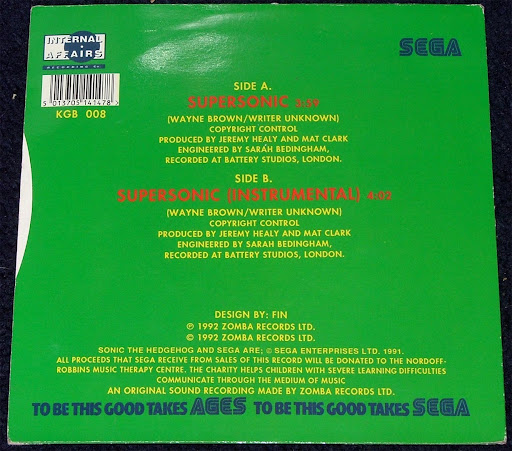 INTERNAL
AFFAIRS
SEGA
5 013705 141478 >
KGB 008
SIDE A.
SUPERSONIC 3:59
(WAYNE BROWN/WRITER UNKNOWN)
COPYRIGHT CONTROL
PRODUCED BY JEREMY HEALY AND MAT CLARK
ENGINEERED BY SARAH BEDINGHAM,
RECORDED AT BATTERY STUDIOS, LONDON.
SIDE B.
SUPERSONIC (INSTRUMENTAL) 4:02
(WAYNE BROWN/WRITER UNKNOWN)
COPYRIGHT CONTROL
PRODUCED BY JEREMY HEALY AND MAT CLARK
ENGINEERED BY SARAH BEDINGHAM,
RECORDED AT BATTERY STUDIOS, LONDON.
DESIGN BY: FIN
℗ 1992 ZOMBA RECORDS LTD.
© 1992 ZOMBA RECORDS LTD.
SONIC THE HEDGEHOG AND SEGA ARE; © SEGA ENTERPRISES LTD. 1991.
ALL PROCEEDS THAT SEGA RECEIVE FROM SALES OF THIS RECORD WILL BE DONATED TO THE NORDOFF-
ROBBINS MUSIC THERAPY CENTRE. THE CHARITY HELPS CHILDREN WITH SEVERE LEARNING DIFFICULTIES
COMMUNICATE THROUGH THE MEDIUM OF MUSIC
AN ORIGINAL SOUND RECORDING MADE BY ZOMBA RECORDS LTD.
TO BE THIS GOOD TAKES AGES TO BE THIS GOOD TAKES SEGA